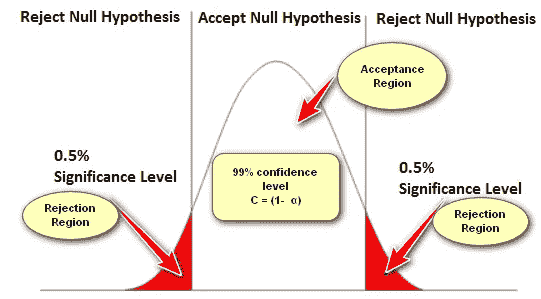 Reject Null Hypothesis
Accept Null Hypothesis
Reject Null Hypothesis
Acceptance
Region
0.5%
Significance Level
Rejection
Region
99% confidence
level
C = (1- α)
0.5%
Significance Level
Rejection
Region